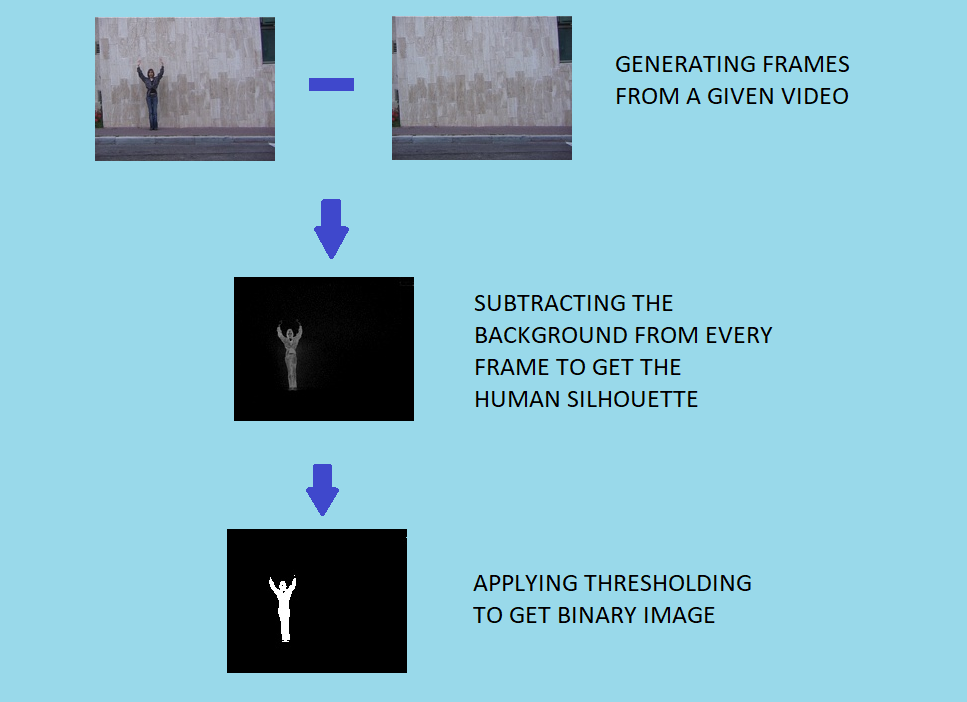 GENERATING FRAMES
FROM A GIVEN VIDEO
SUBTRACTING THE
BACKGROUND FROM EVERY
FRAME TO GET THE
HUMAN SILHOUETTE
APPLYING THRESHOLDING
TO GET BINARY IMAGE